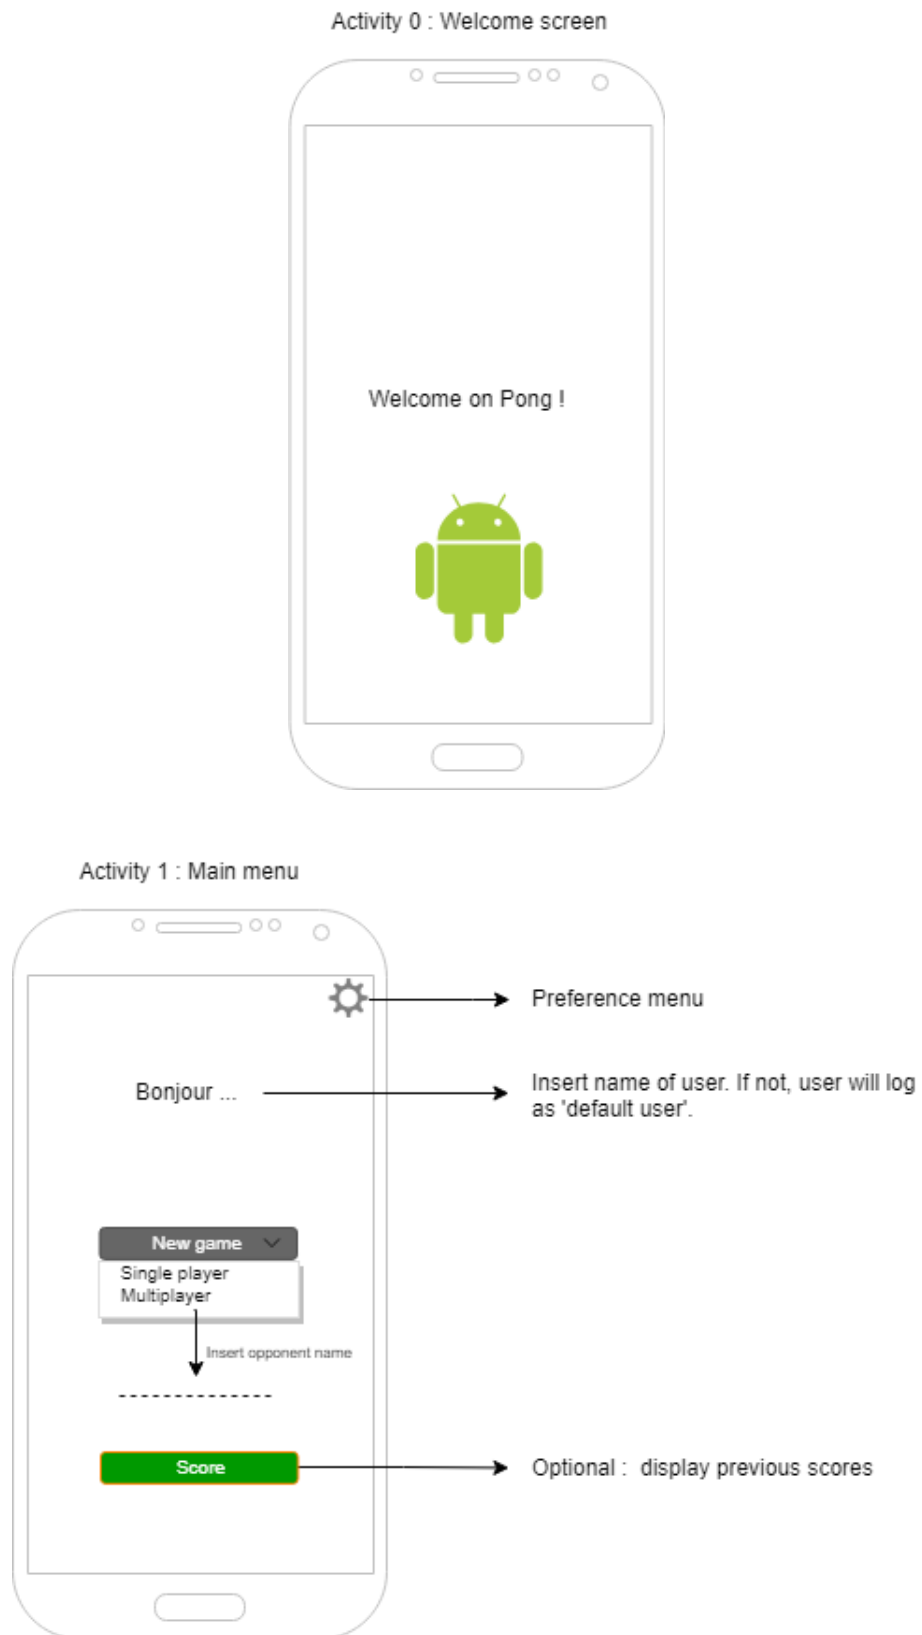 Activity 0 : Welcome screen
Welcome on Pong !
Activity 1 : Main menu
Preference menu
Bonjour ...
Insert name of user. If not, user will log
as 'default user'.
New game
Single player
Multiplayer
Insert opponent name
Score
Optional : display previous scores